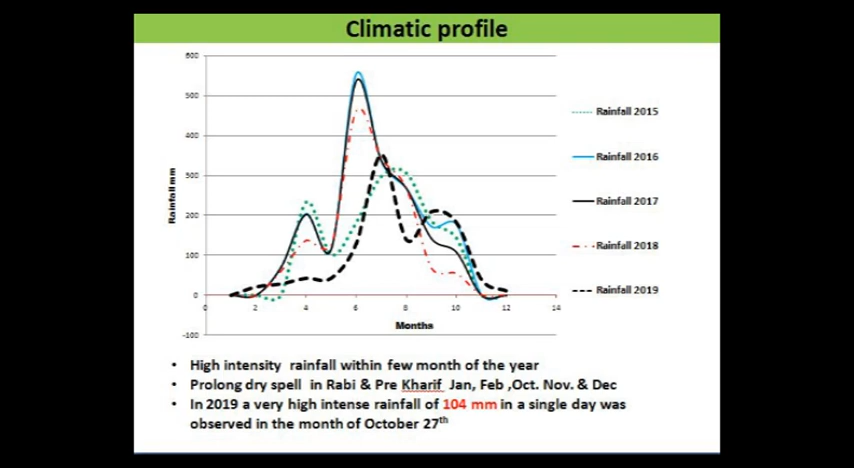 Climatic profile
600
500
400
300
200
100
0
-100
0 2 4 6 8 10 12 14
Rainfall mm
Months
Rainfall 2015
Rainfall 2016
Rainfall 2017
Rainfall 2018
Rainfall 2019
• High intensity rainfall within few month of the year
• Prolong dry spell in Rabi & Pre Kharif Jan, Feb ,Oct. Nov. & Dec
• In 2019 a very high intense rainfall of 104 mm in a single day was
observed in the month of October 27th